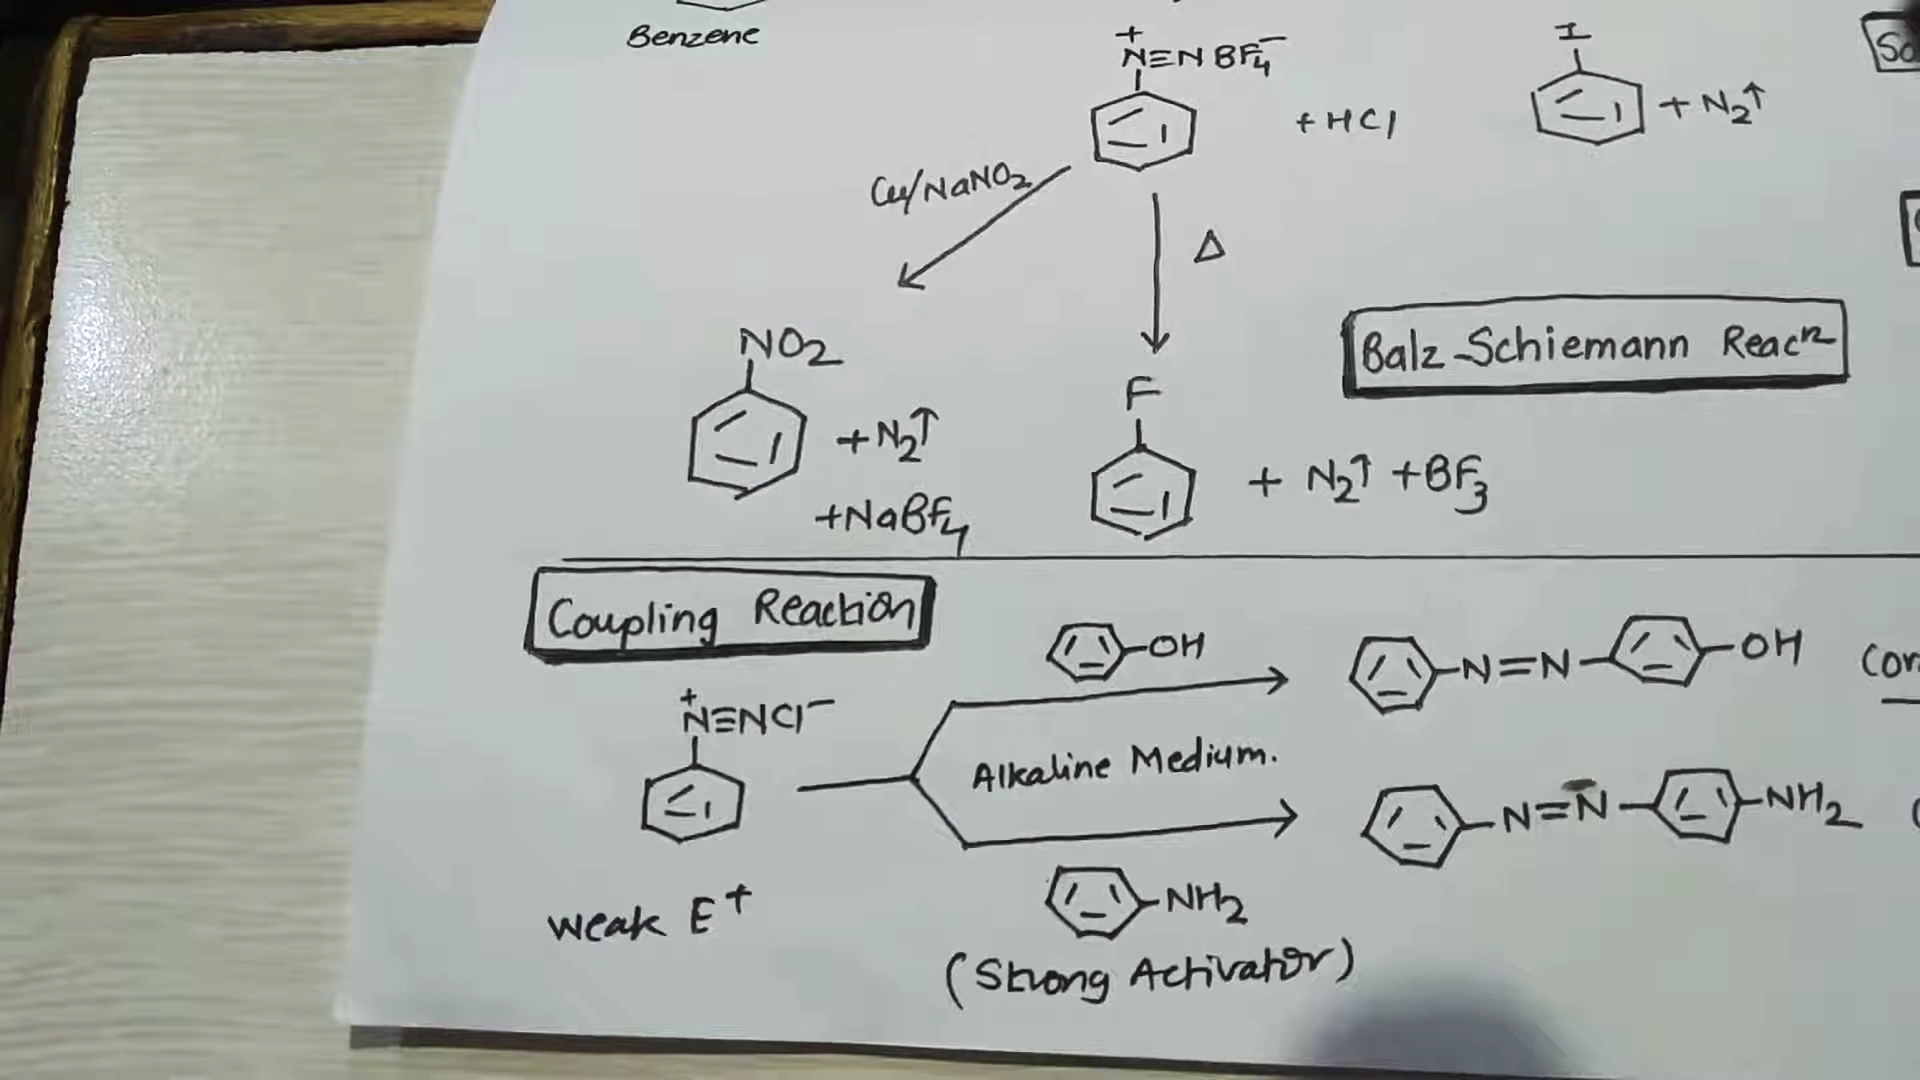 Benzene
N⁺≡N BF₄⁻
+ HCl
I
+ N₂↑
Cu/NaNO₂
Δ
Balz-Schiemann Reacⁿ
NO₂
+ N₂↑
+NaBF₄
F
+ N₂↑ +BF₃
Coupling Reaction
-OH
-N=N- -OH
N⁺≡NCl⁻
Alkaline Medium.
-N=N- -NH₂
-NH₂
weak E⁺
(Strong Activator)